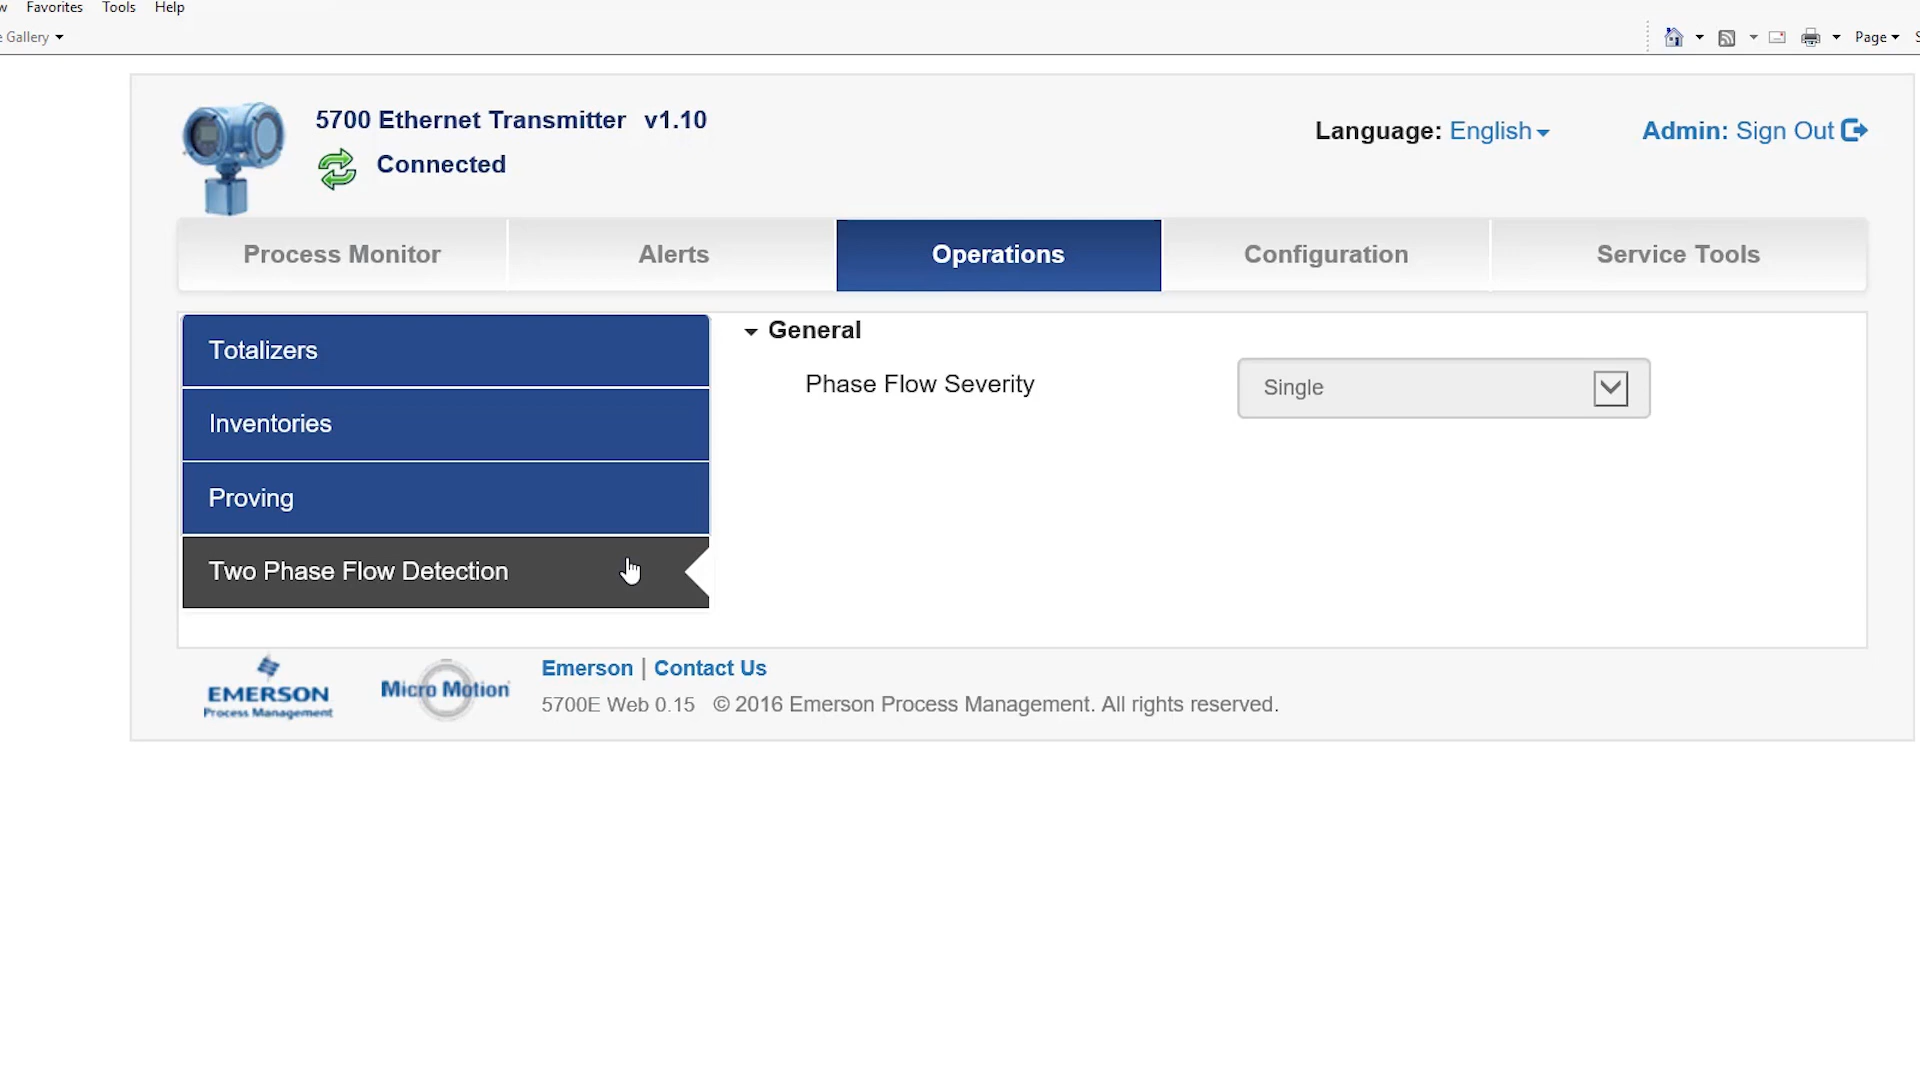 Favorites Tools Help
Gallery
Page
5700 Ethernet Transmitter v1.10
Connected
Language: English
Admin: Sign Out
Process Monitor
Alerts
Operations
Configuration
Service Tools
Totalizers
Inventories
Proving
Two Phase Flow Detection
General
Phase Flow Severity
Single
EMERSON
Process Management
Micro Motion
Emerson | Contact Us
5700E Web 0.15 © 2016 Emerson Process Management. All rights reserved.